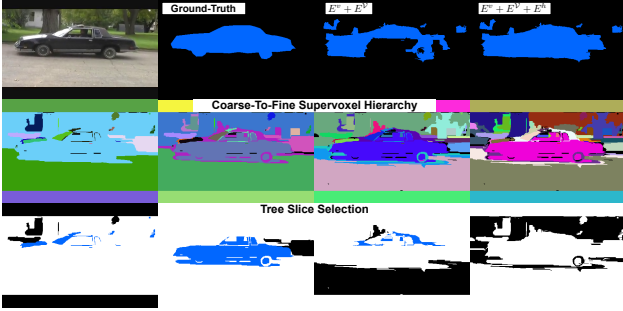 Ground-Truth
E^v + E^V
E^v + E^V + E^h
Coarse-To-Fine Supervoxel Hierarchy
Tree Slice Selection